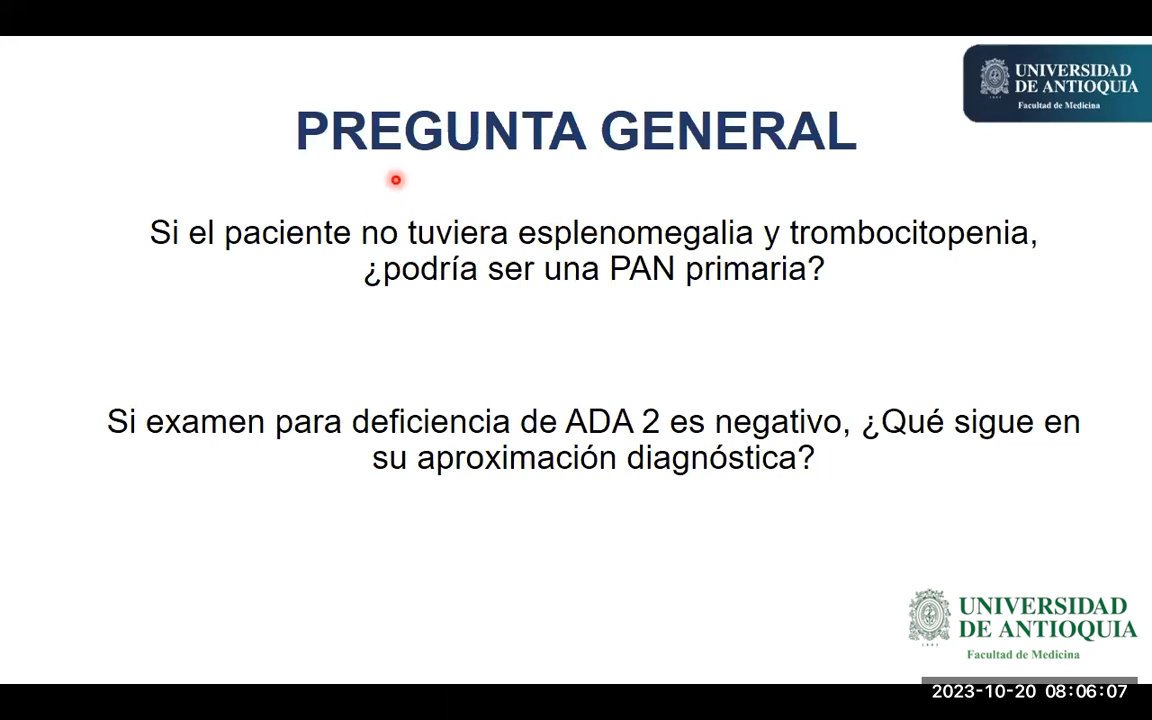 UNIVERSIDAD
DE ANTIOQUIA
Facultad de Medicina
PREGUNTA GENERAL
Si el paciente no tuviera esplenomegalia y trombocitopenia,
¿podría ser una PAN primaria?
Si examen para deficiencia de ADA 2 es negativo, ¿Qué sigue en
su aproximación diagnóstica?
UNIVERSIDAD
DE ANTIOQUIA
Facultad de Medicina
2023-10-20 08:06:07